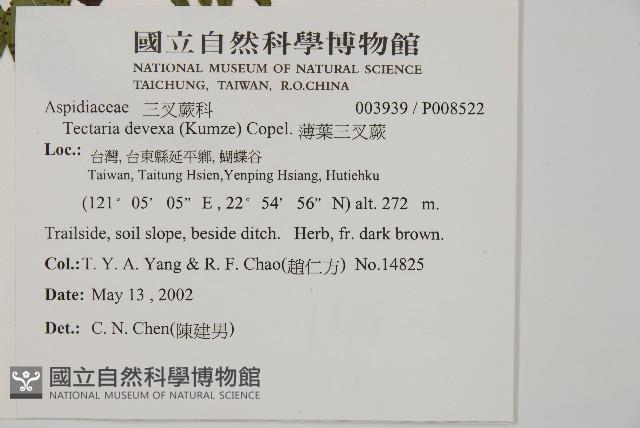 國立自然科學博物館
NATIONAL MUSEUM OF NATURAL SCIENCE
TAICHUNG, TAIWAN, R.O.CHINA
Aspidiaceae 三叉蕨科 003939 / P008522
Tectaria devexa (Kumze) Copel. 薄葉三叉蕨
Loc.: 台灣, 台東縣延平鄉, 蝴蝶谷
Taiwan, Taitung Hsien,Yenping Hsiang, Hutiehku
(121° 05' 05" E , 22° 54' 56" N) alt. 272 m.
Trailside, soil slope, beside ditch. Herb, fr. dark brown.
Col.: T. Y. A. Yang & R. F. Chao(趙仁方) No.14825
Date: May 13 , 2002
Det.: C. N. Chen(陳建男)
國立自然科學博物館
NATIONAL MUSEUM OF NATURAL SCIENCE